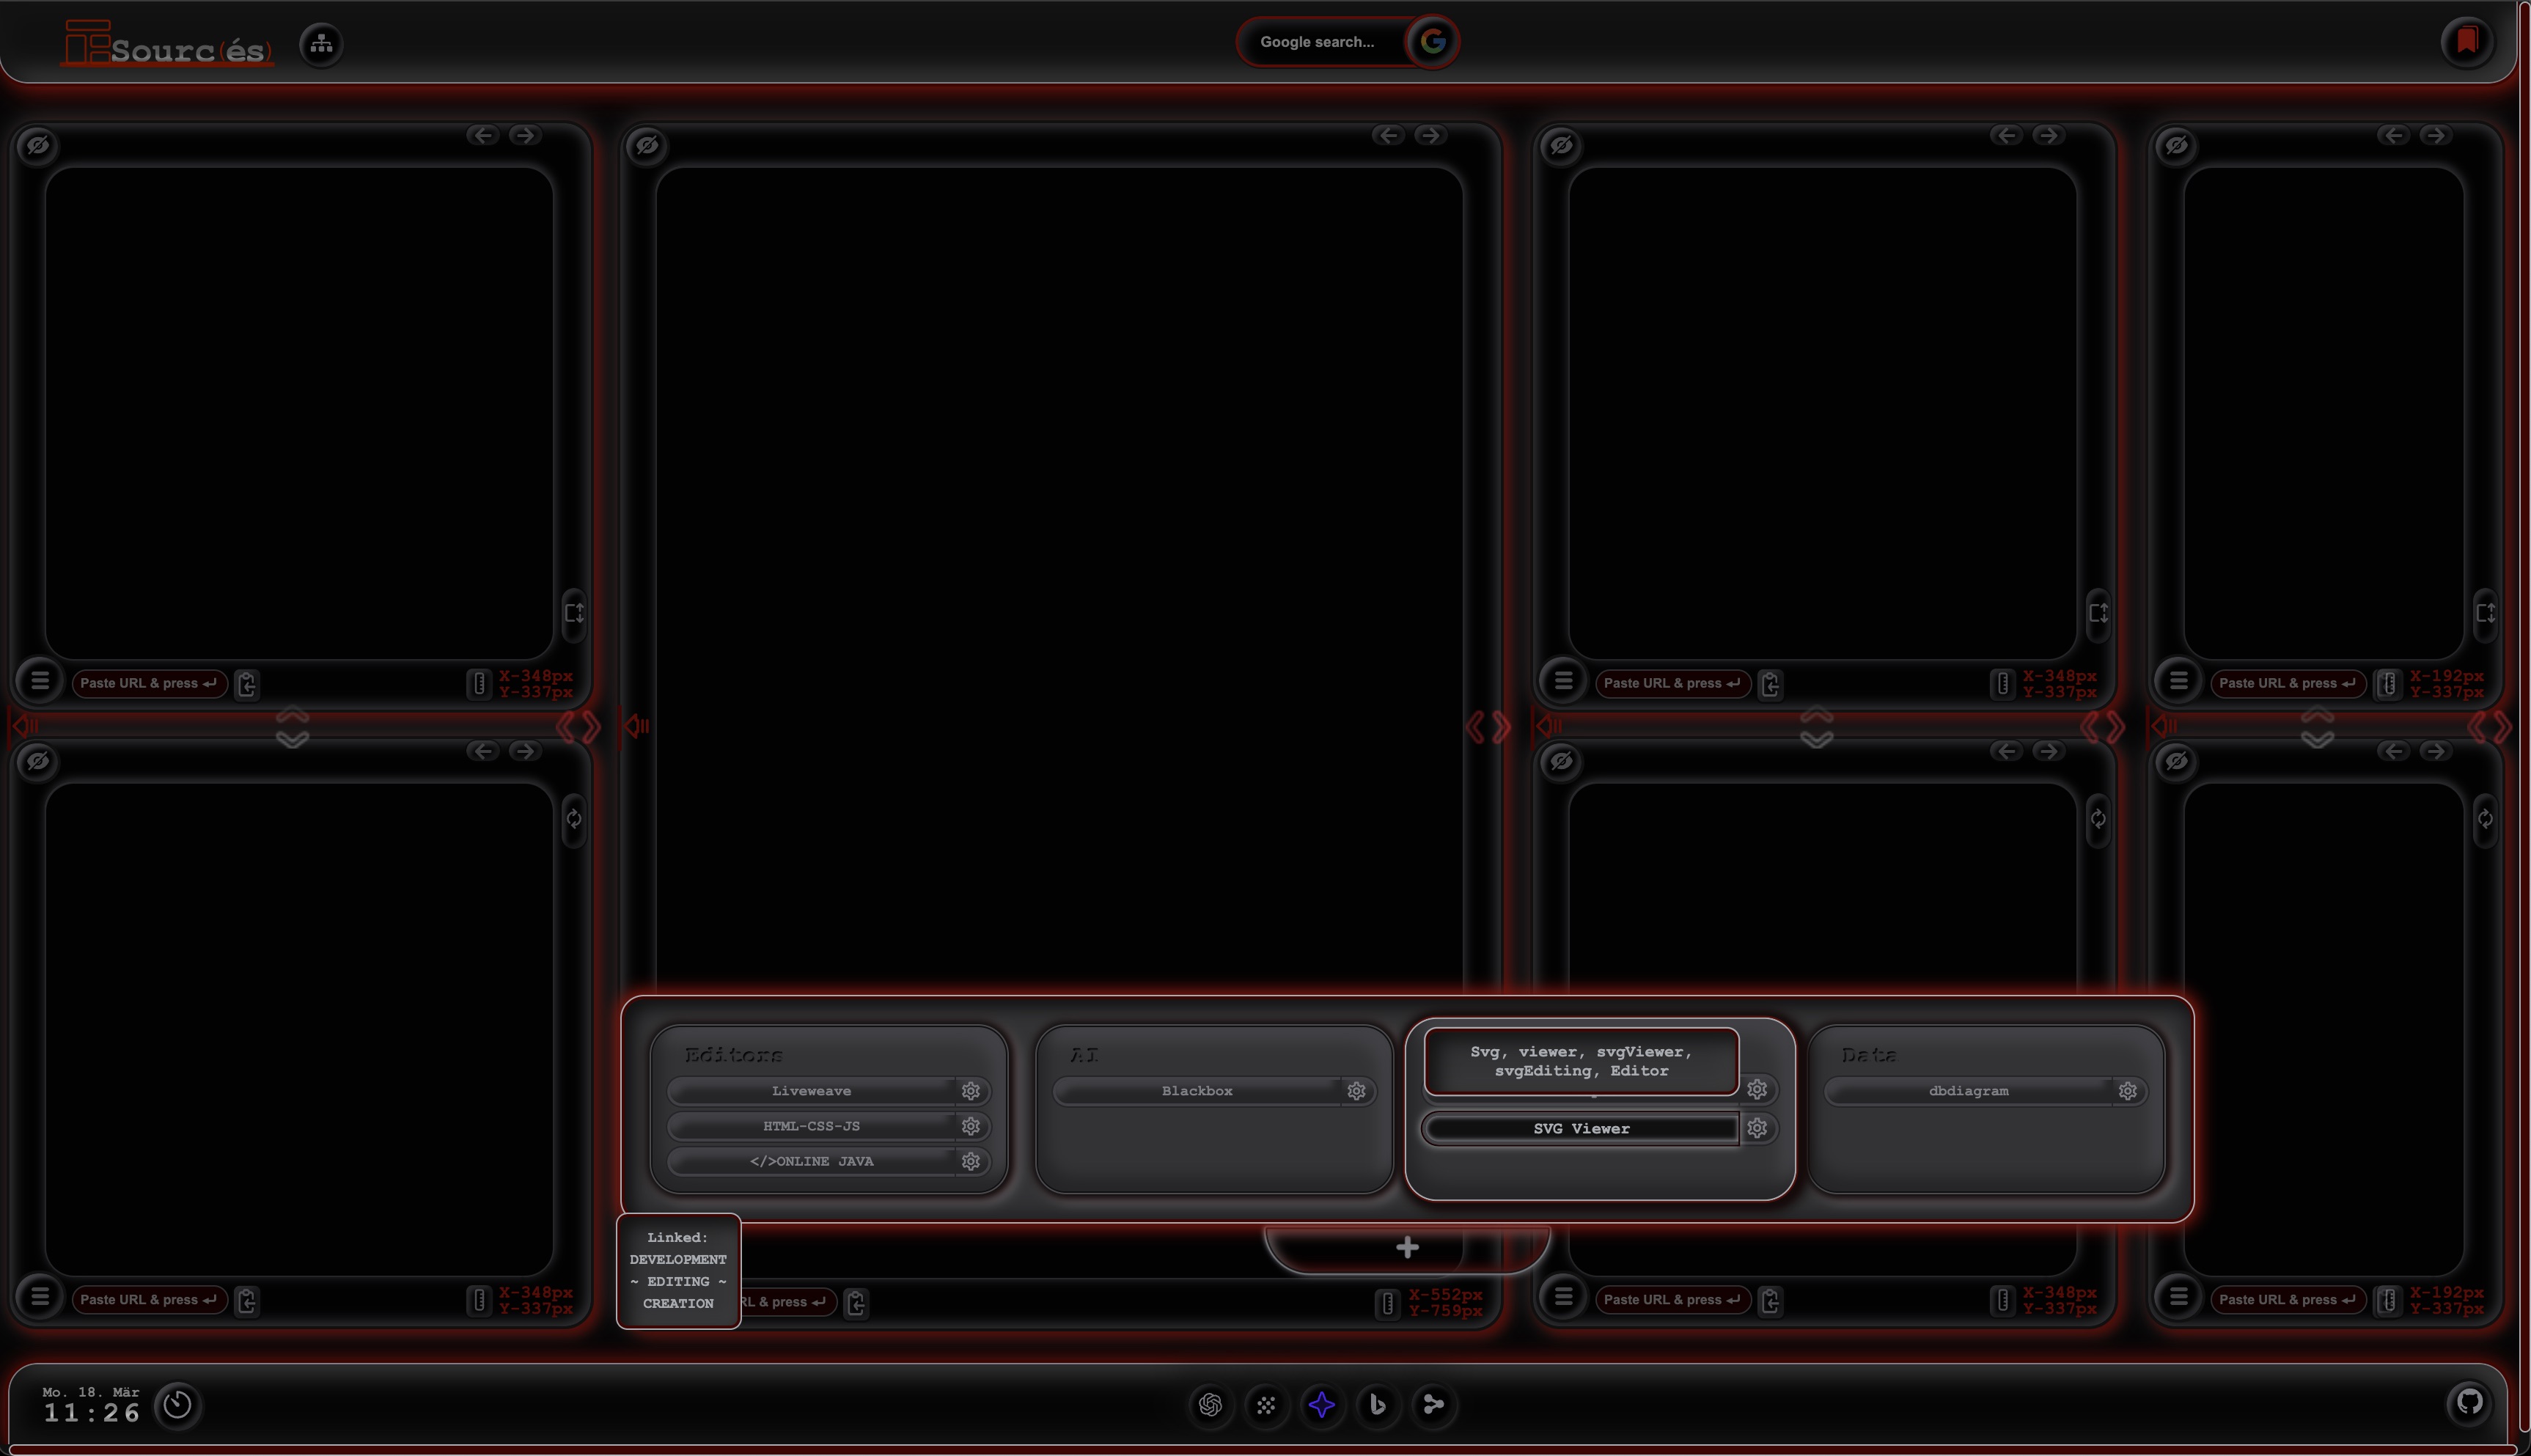 Sourc(és)
Google search...
Paste URL & press
X-348px
Y-337px
Paste URL & press
X-348px
Y-337px
Paste URL & press
X-192px
Y-337px
Editors
Liveweave
HTML-CSS-JS
</>ONLINE JAVA
AI
Blackbox
Svg, viewer, svgViewer,
svgEditing, Editor
SVG Viewer
Data
dbdiagram
Linked:
DEVELOPMENT
~ EDITING ~
CREATION
Paste URL & press
X-348px
Y-337px
RL & press
X-552px
Y-759px
Paste URL & press
X-348px
Y-337px
Paste URL & press
X-192px
Y-337px
Mo. 18. Mär
11:26